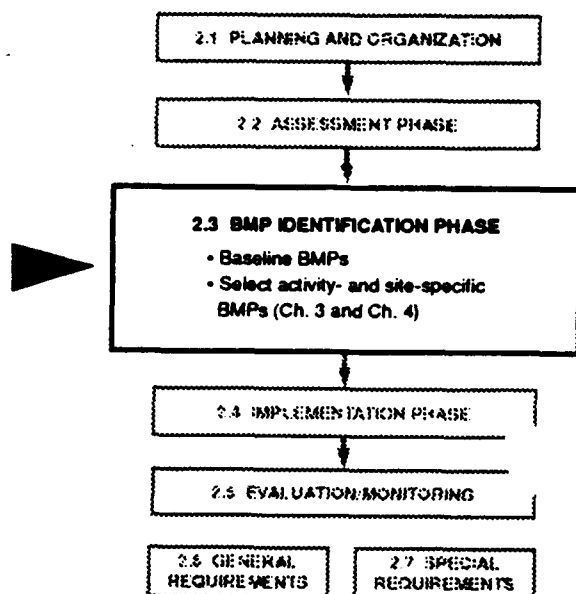 2.1 PLANNING AND ORGANIZATION
2.2 ASSESSMENT PHASE
2.3 BMP IDENTIFICATION PHASE
• Baseline BMPs
• Select activity- and site-specific
BMPs (Ch. 3 and Ch. 4)
2.4 IMPLEMENTATION PHASE
2.5 EVALUATION/MONITORING
2.6 GENERAL
REQUIREMENTS
2.7 SPECIAL
REQUIREMENTS